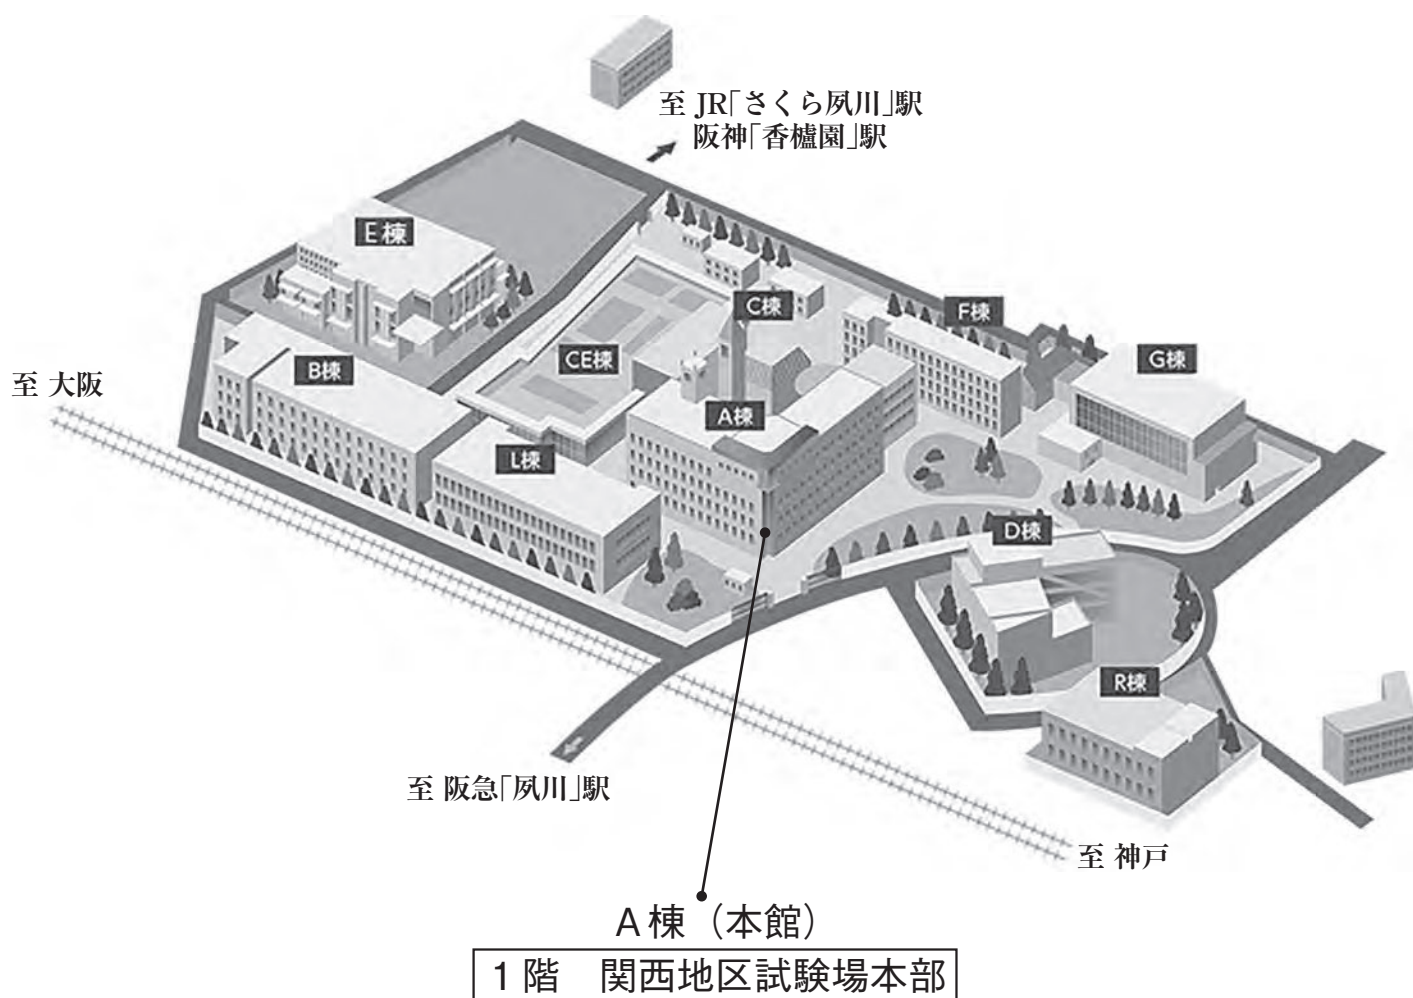 至 JR「さくら夙川」駅
阪神「香櫨園」駅
E棟
C棟
F棟
G棟
CE棟
B棟
至 大阪
A棟
L棟
D棟
R棟
至 阪急「夙川」駅
至 神戸
A棟（本館）
1階　関西地区試験場本部